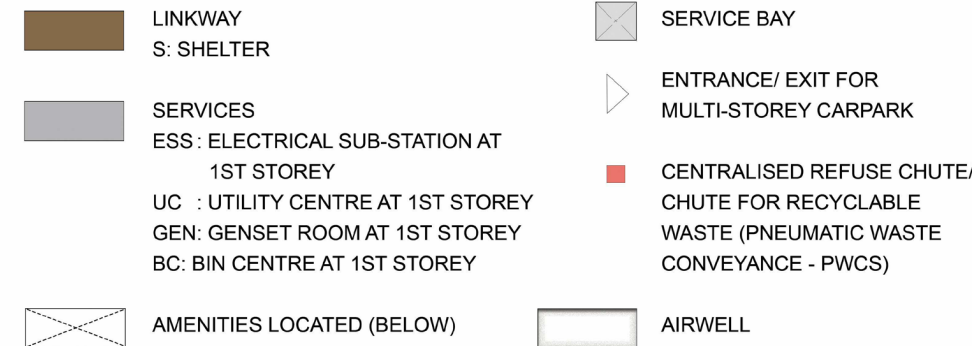 LINKWAY
S: SHELTER
SERVICES
ESS : ELECTRICAL SUB-STATION AT
1ST STOREY
UC : UTILITY CENTRE AT 1ST STOREY
GEN: GENSET ROOM AT 1ST STOREY
BC: BIN CENTRE AT 1ST STOREY
AMENITIES LOCATED (BELOW)
SERVICE BAY
ENTRANCE/ EXIT FOR
MULTI-STOREY CARPARK
CENTRALISED REFUSE CHUTE/
CHUTE FOR RECYCLABLE
WASTE (PNEUMATIC WASTE
CONVEYANCE - PWCS)
AIRWELL